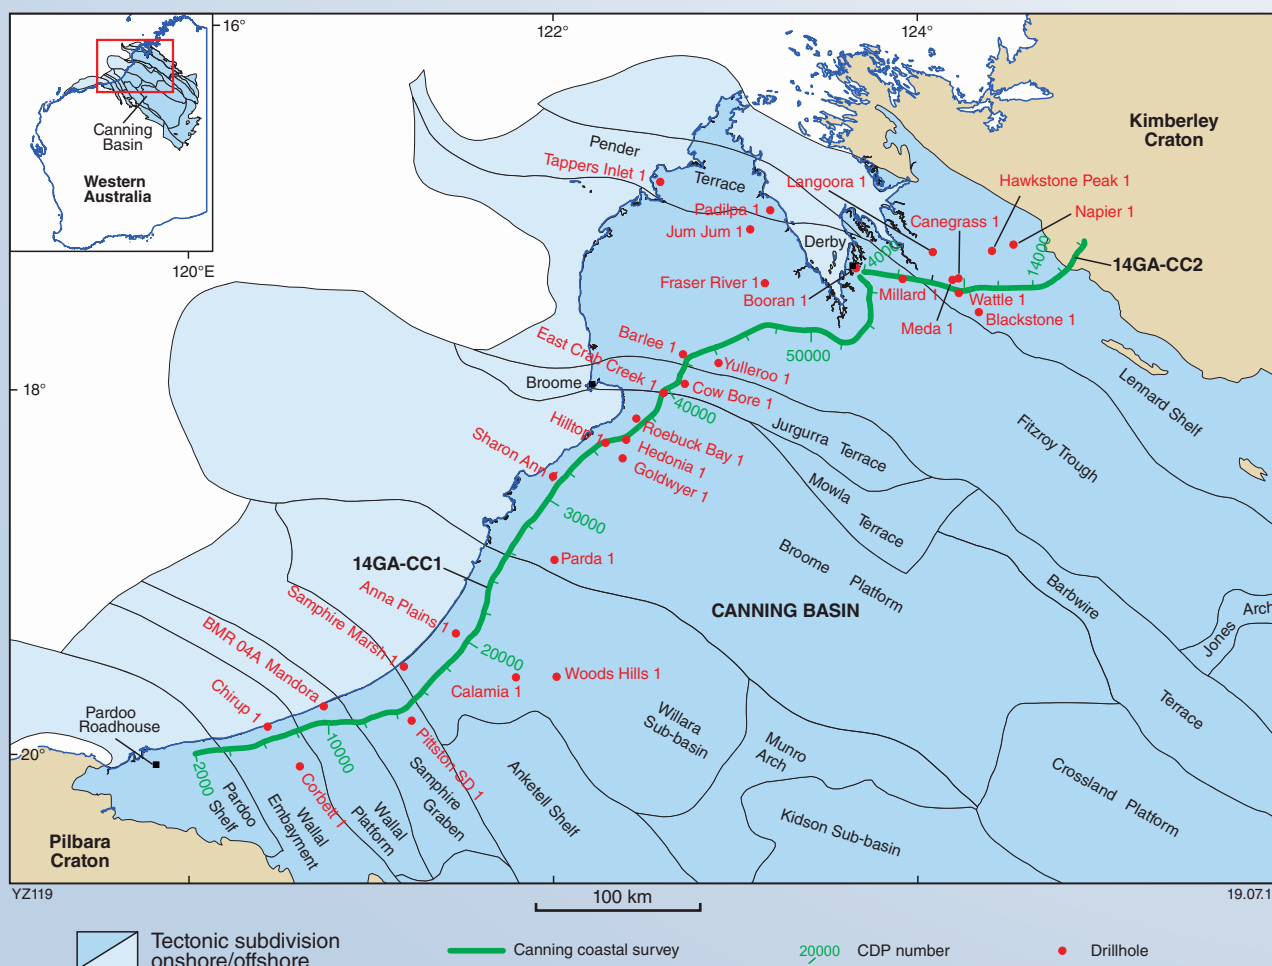 16°
122°
124°
Canning
Basin
Western
Australia
120°E
18°
20°
Kimberley
Craton
Pender
Terrace
Tappers Inlet 1
Langoora 1
Hawkstone Peak 1
Napier 1
Padilpa 1
Canegrass 1
Jum Jum 1
Derby
4000
14000
14GA-CC2
Fraser River 1
Booran 1
Millard 1
Wattle 1
Meda 1
Blackstone 1
Barlee 1
50000
East Crab Creek 1
Yulleroo 1
Broome
Cow Bore 1
40000
Lennard Shelf
Fitzroy Trough
Jurgurra Terrace
Hilltop 1
Roebuck Bay 1
Hedonia 1
Goldwyer 1
Sharon Ann
Mowla
Terrace
30000
14GA-CC1
Parda 1
Broome Platform
Barbwire
Terrace
CANNING BASIN
Jones
Arch
Anna Plains 1
Samphire Marsh 1
20000
BMR 04A Mandora
Woods Hills 1
Calamia 1
Chirup 1
Pardoo
Roadhouse
Willara
Sub-basin
Munro
Arch
Crossland Platform
Kidson Sub-basin
Anketell Shelf
Pittston SD 1
Samphire
Graben
10000
2000
Corbett 1
Wallal
Platform
Wallal
Embayment
Pardoo
Shelf
Pilbara
Craton
YZ119
19.07.1
100 km
Tectonic subdivision
onshore/offshore
Canning coastal survey
20000
CDP number
Drillhole